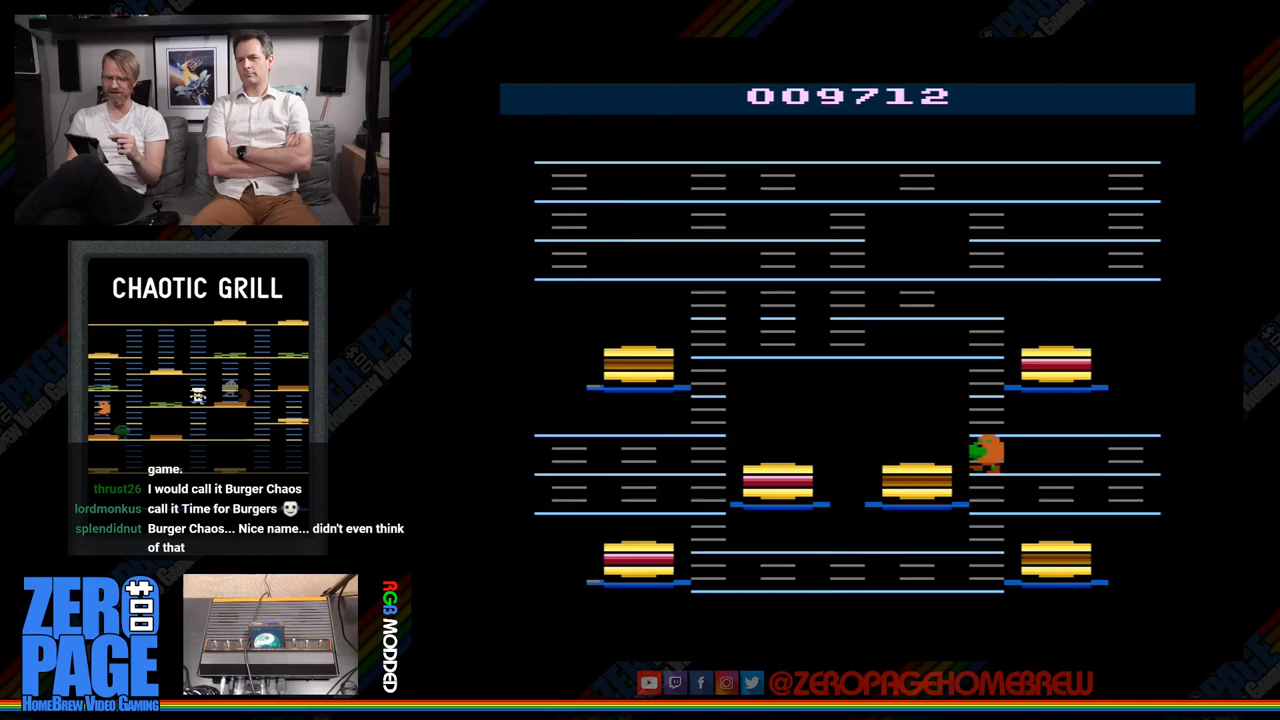 009712
CHAOTIC GRILL
game.
thrust26 I would call it Burger Chaos
lordmonkus call it Time for Burgers
splendidnut Burger Chaos... Nice name... didn't even think
of that
ZERO
PAGE
HOMEBREW VIDEO GAMING
RGB MODDED
@ZEROPAGEHOMEBREW